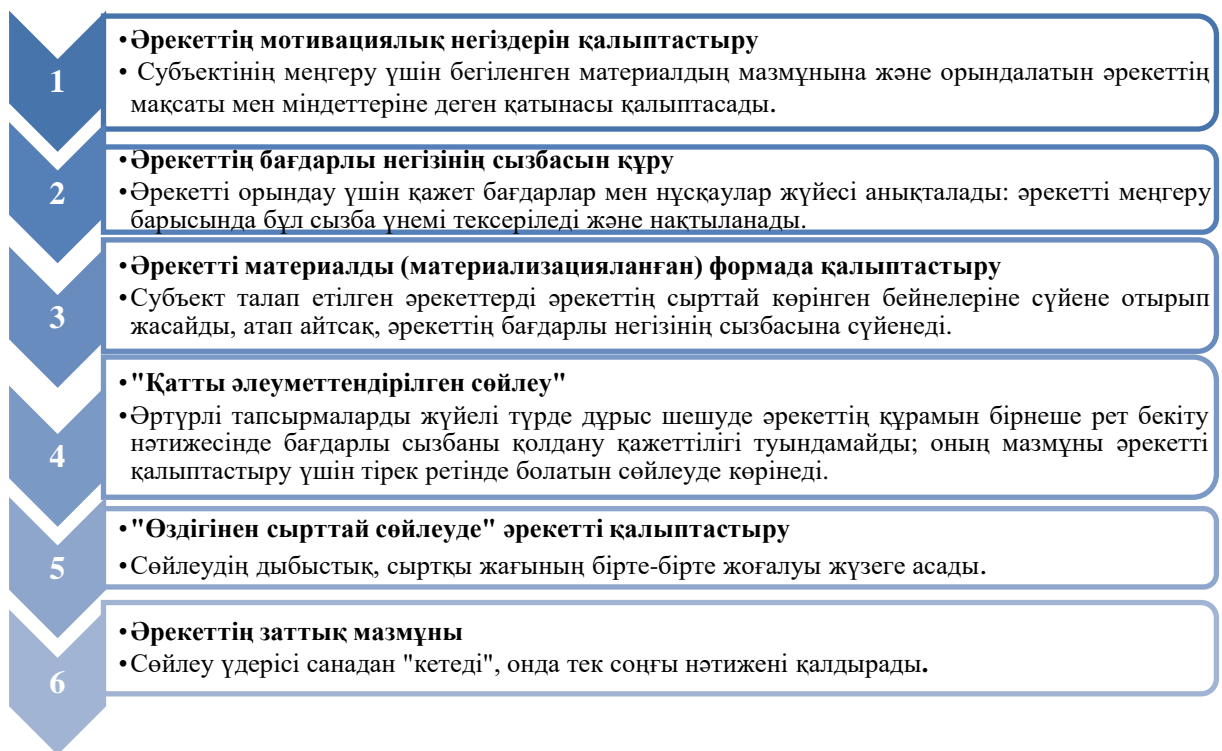 1
•Әрекеттің мотивациялық негіздерін қалыптастыру
• Субъектінің меңгеру үшін бегіленген материалдың мазмұнына және орындалатын әрекеттің
мақсаты мен міндеттеріне деген қатынасы қалыптасады.
2
•Әрекеттің бағдарлы негізінің сызбасын құру
•Әрекетті орындау үшін қажет бағдарлар мен нұсқаулар жүйесі анықталады: әрекетті меңгеру
барысында бұл сызба үнемі тексеріледі және нақтыланады.
3
•Әрекетті материалды (материализацияланған) формада қалыптастыру
•Субъект талап етілген әрекеттерді әрекеттің сырттай көрінген бейнелеріне сүйене отырып
жасайды, атап айтсақ, әрекеттің бағдарлы негізінің сызбасына сүйенеді.
4
•"Қатты әлеуметтендірілген сөйлеу"
•Әртүрлі тапсырмаларды жүйелі түрде дұрыс шешуде әрекеттің құрамын бірнеше рет бекіту
нәтижесінде бағдарлы сызбаны қолдану қажеттілігі туындамайды; оның мазмұны әрекетті
қалыптастыру үшін тірек ретінде болатын сөйлеуде көрінеді.
5
•"Өздігінен сырттай сөйлеуде" әрекетті қалыптастыру
•Сөйлеудің дыбыстық, сыртқы жағының бірте-бірте жоғалуы жүзеге асады.
6
•Әрекеттің заттық мазмұны
•Сөйлеу үдерісі санадан "кетеді", онда тек соңғы нәтижені қалдырады.